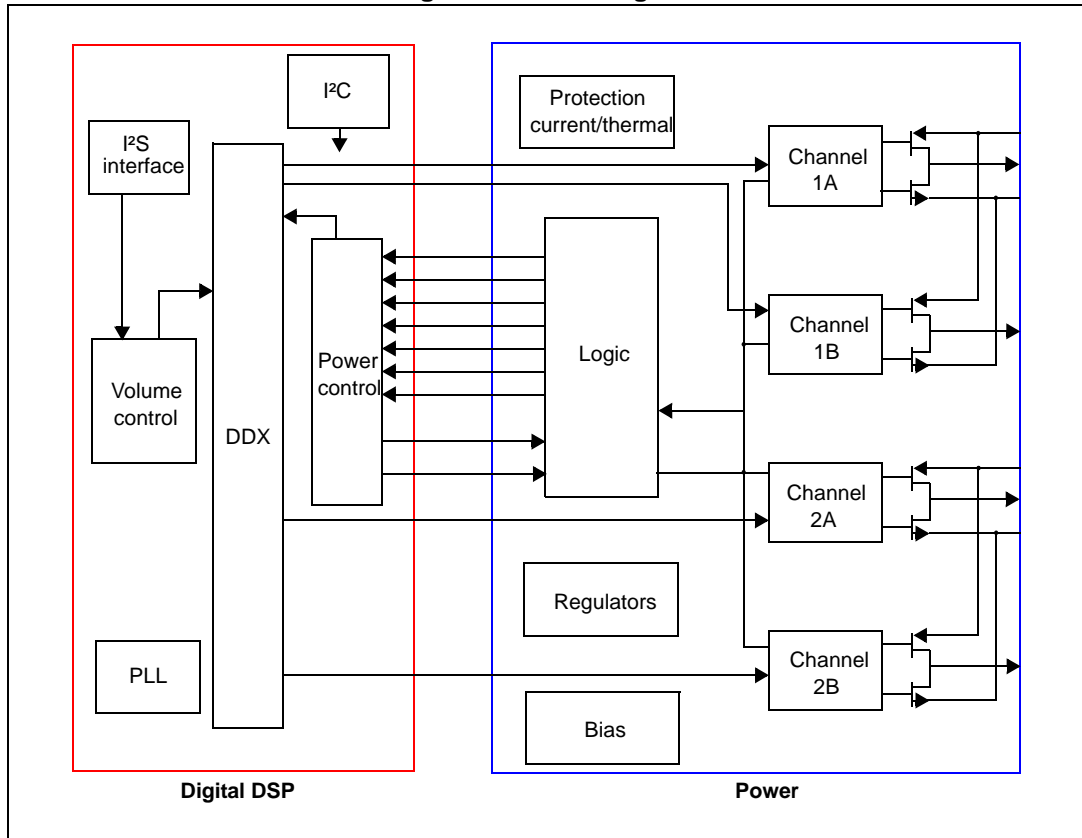 I²C
I²S
interface
Volume
control
DDX
Power
control
PLL
Digital DSP
Protection
current/thermal
Logic
Regulators
Bias
Channel
1A
Channel
1B
Channel
2A
Channel
2B
Power